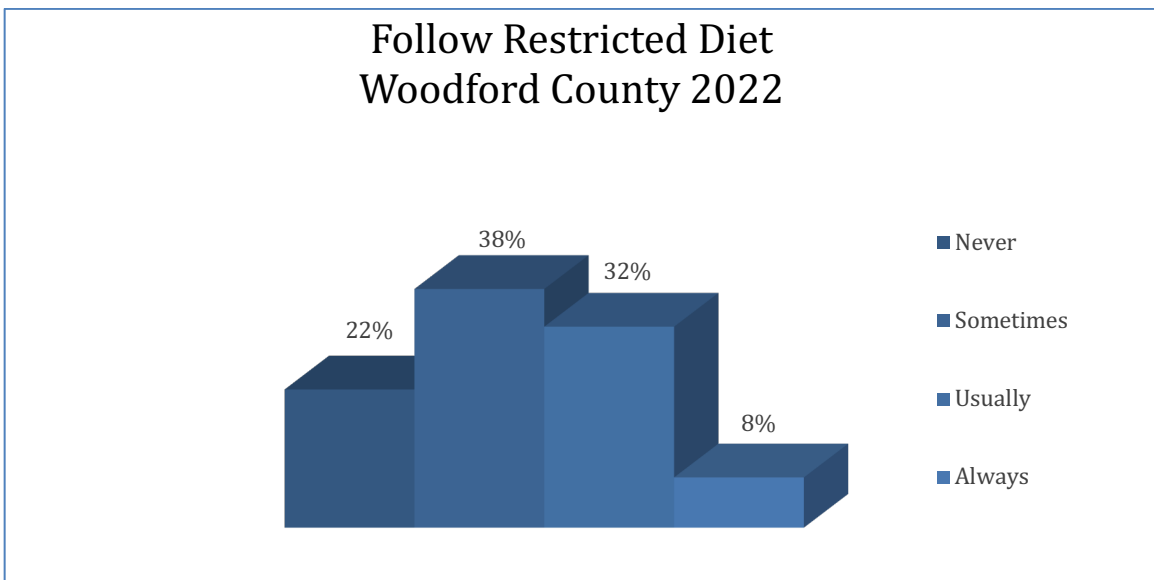 Follow Restricted Diet
Woodford County 2022
38%
32%
22%
8%
Never
Sometimes
Usually
Always